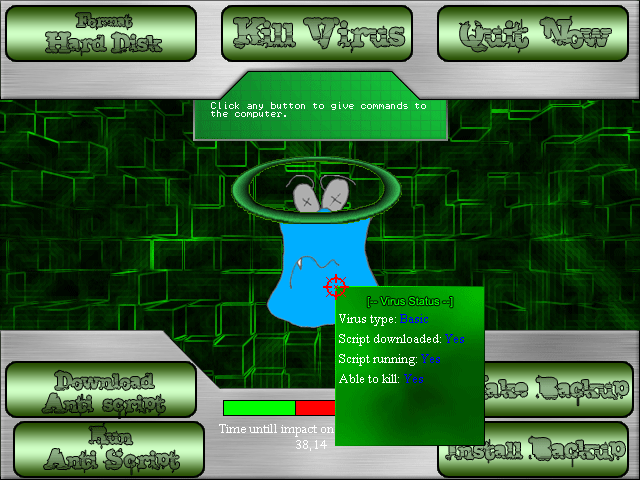 Format
Hard Disk
Kill Virus
Quit Now
Click any button to give commands to
the computer.
[-- Virus Status --]
Virus type: Basic
Script downloaded: Yes
Script running: Yes
Able to kill: Yes
Download
Anti script
Run
Anti Script
Time untill impact on
38,14
Backup
Install Backup